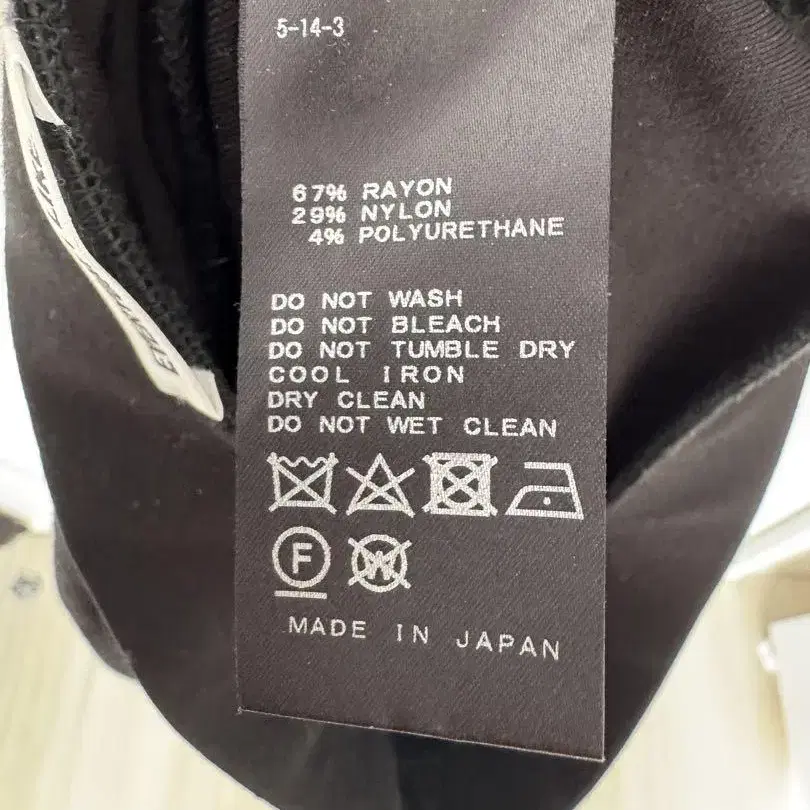 5-14-3
67% RAYON
29% NYLON
4% POLYURETHANE
DO NOT WASH
DO NOT BLEACH
DO NOT TUMBLE DRY
COOL IRON
DRY CLEAN
DO NOT WET CLEAN
F W
MADE IN JAPAN